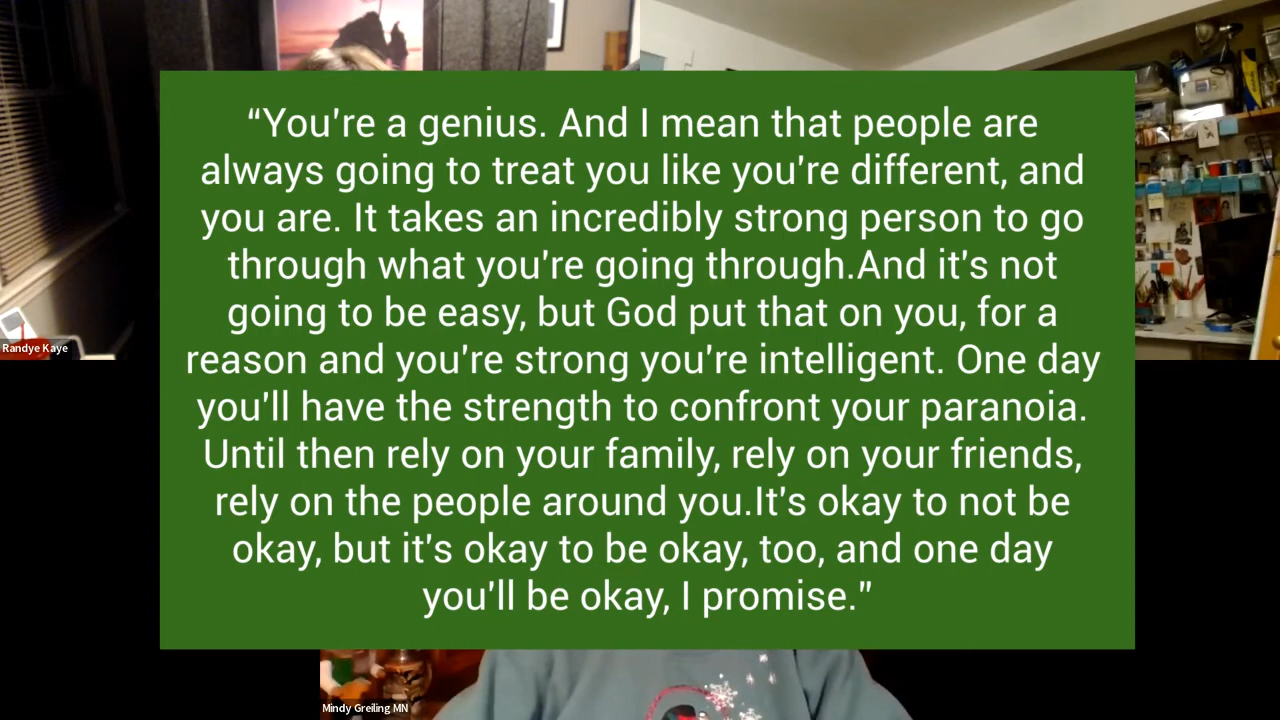 “You're a genius. And I mean that people are
always going to treat you like you're different, and
you are. It takes an incredibly strong person to go
through what you're going through.And it's not
going to be easy, but God put that on you, for a
reason and you're strong you're intelligent. One day
you'll have the strength to confront your paranoia.
Until then rely on your family, rely on your friends,
rely on the people around you.It's okay to not be
okay, but it's okay to be okay, too, and one day
you'll be okay, I promise.”
Randye Kaye
Mindy Greiling MN